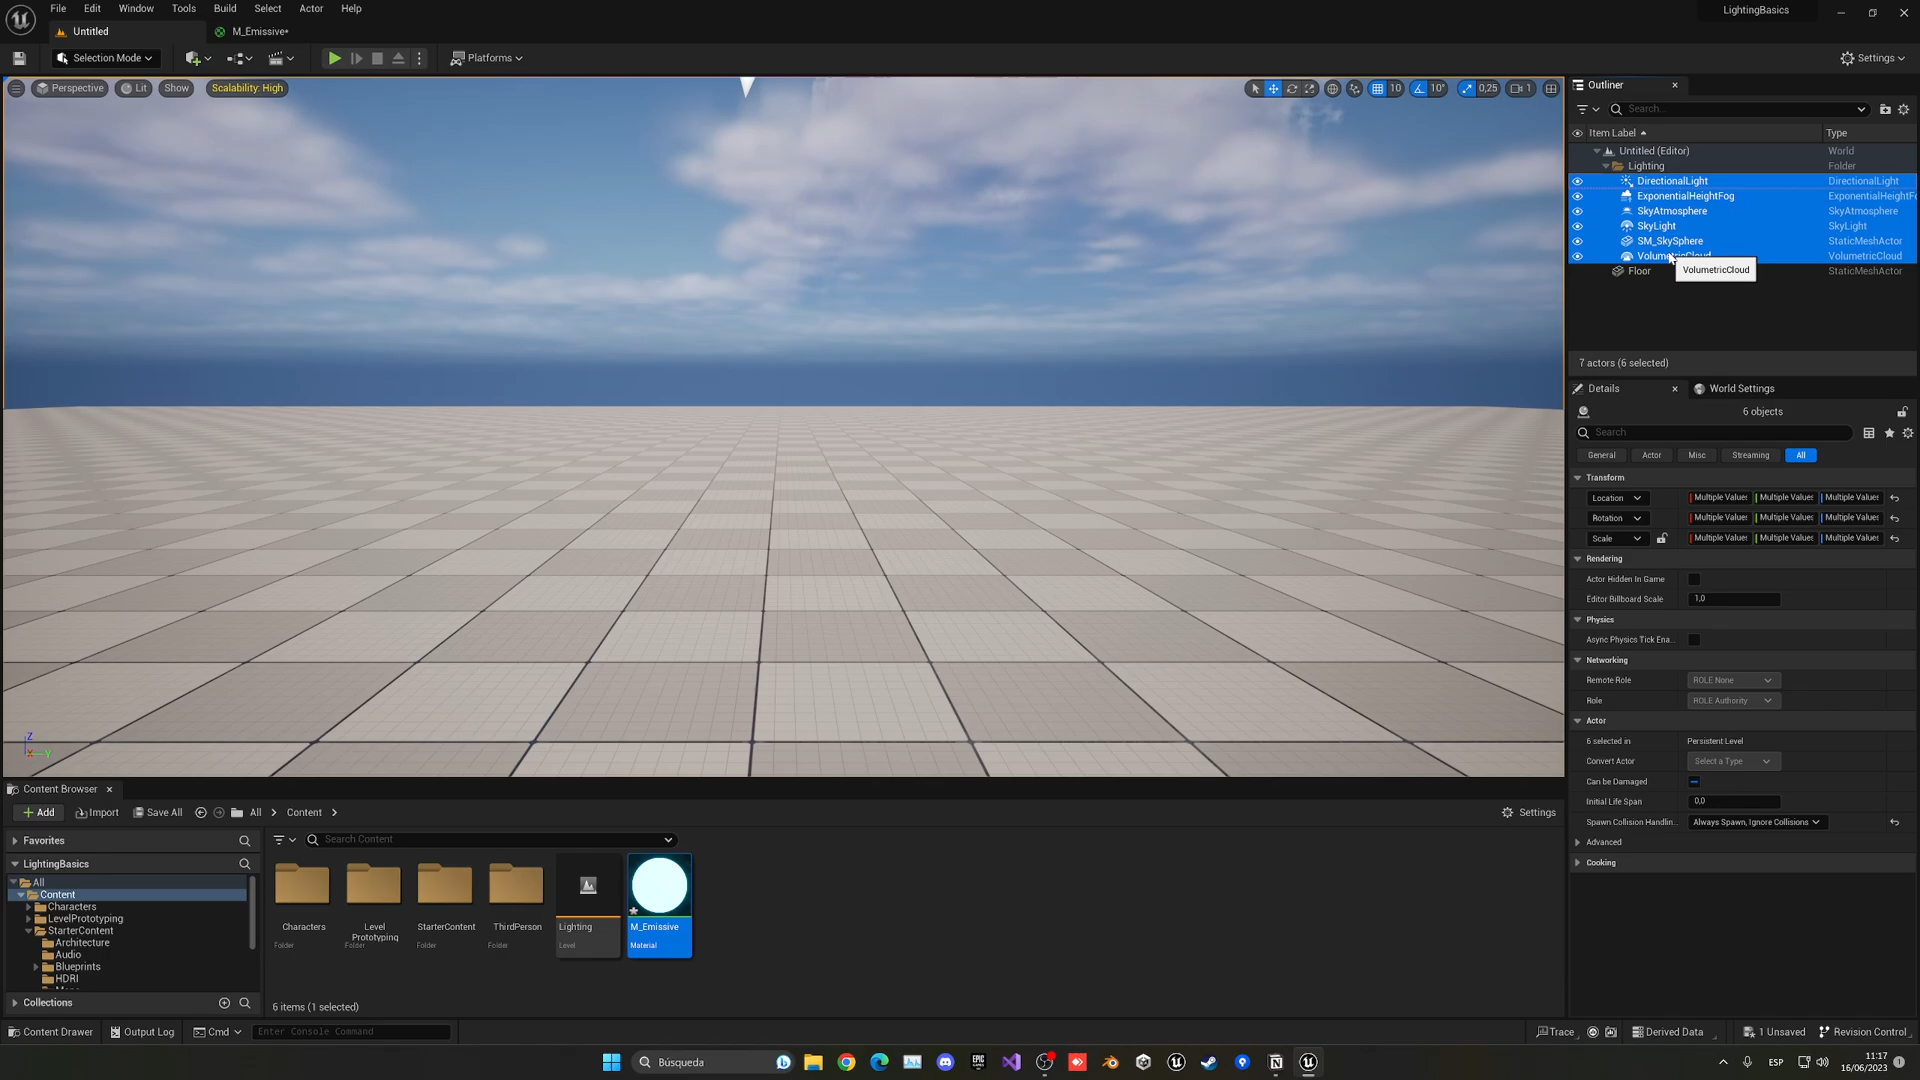 File Edit Window Tools Build Select Actor Help
LightingBasics
Untitled
M_Emissive*
Selection Mode
Platforms
Settings
Perspective Lit Show Scalability: High
10 10° 0,25 1
Outliner
Search...
Item Label Type
Untitled (Editor) World
Lighting Folder
DirectionalLight DirectionalLight
ExponentialHeightFog ExponentialHeightF
SkyAtmosphere SkyAtmosphere
SkyLight SkyLight
SM_SkySphere StaticMeshActor
VolumetricCloud VolumetricCloud
VolumetricCloud
Floor StaticMeshActor
7 actors (6 selected)
Details World Settings
6 objects
Search
General Actor Misc Streaming All
Transform
Location Multiple Values Multiple Values Multiple Values
Rotation Multiple Values Multiple Values Multiple Values
Scale Multiple Values Multiple Values Multiple Values
Rendering
Actor Hidden In Game
Editor Billboard Scale 1,0
Physics
Async Physics Tick Ena...
Networking
Remote Role ROLE None
Role ROLE Authority
Actor
6 selected in Persistent Level
Convert Actor Select a Type
Can be Damaged
Initial Life Span 0,0
Spawn Collision Handlin... Always Spawn, Ignore Collisions
Advanced
Cooking
Z
X Y
Content Browser
Add Import Save All All Content Settings
Favorites
Search Content
LightingBasics
All
Content
Characters
LevelPrototyping
StarterContent
Architecture
Audio
Blueprints
HDRI
Collections
Characters
Folder
Level Prototyping
Folder
StarterContent
Folder
ThirdPerson
Folder
Lighting
Level
M_Emissive
Material
6 items (1 selected)
Content Drawer Output Log Cmd Enter Console Command
Trace Derived Data 1 Unsaved Revision Control
Búsqueda
EPIC GAMES
ESP
11:17
16/06/2023
1